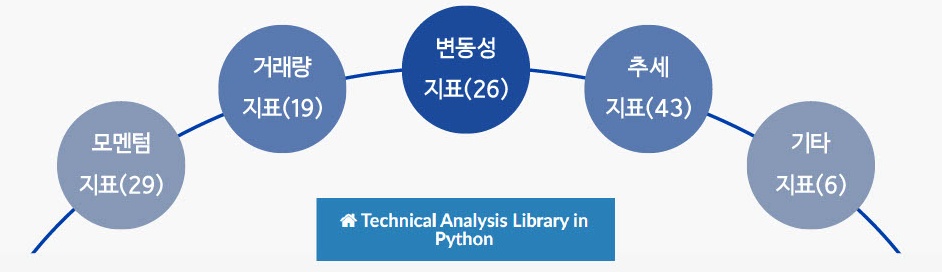 모멘텀
지표(29)
거래량
지표(19)
변동성
지표(26)
추세
지표(43)
기타
지표(6)
Technical Analysis Library in
Python